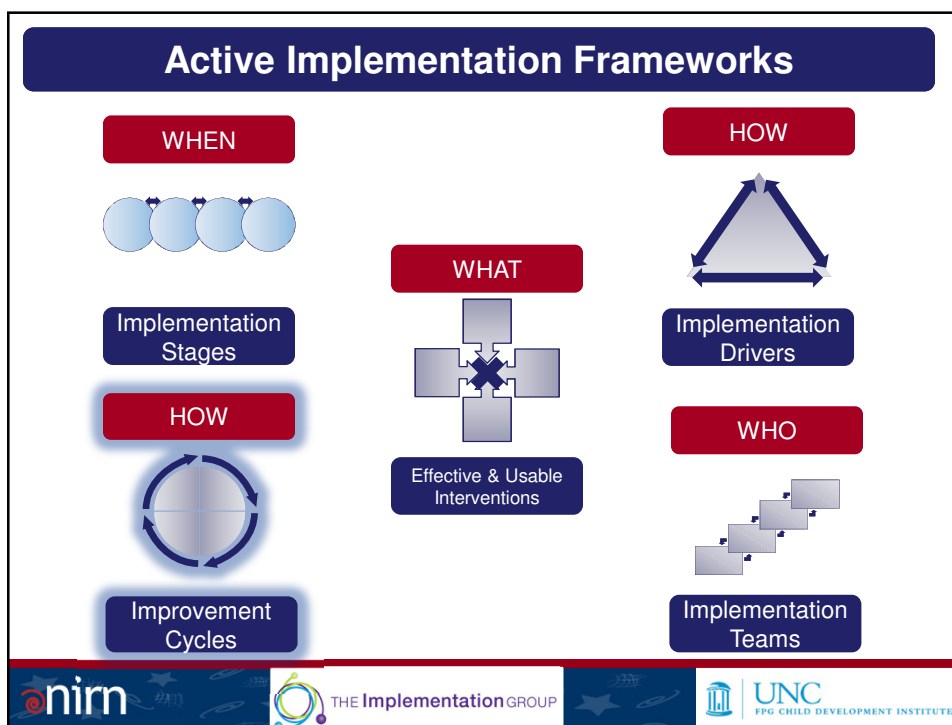 Active Implementation Frameworks
WHEN
Implementation
Stages
HOW
Improvement
Cycles
WHAT
Effective & Usable
Interventions
HOW
Implementation
Drivers
WHO
Implementation
Teams
nirn
THE Implementation GROUP
UNC
FPG CHILD DEVELOPMENT INSTITUTE